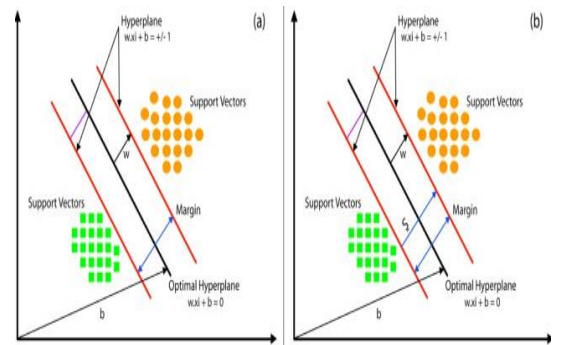 Hyperplane
w.xi + b = +/- 1
(a)
Support Vectors
w
Support Vectors
Margin
Optimal Hyperplane
w.xi + b = 0
b
Hyperplane
w.xi + b = +/- 1
(b)
Support Vectors
w
Support Vectors
Margin
Optimal Hyperplane
w.xi + b = 0
b